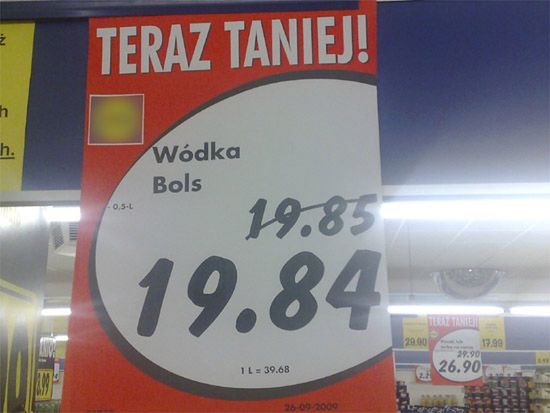 TERAZ TANIEJ!
Wódka
Bols
- 0,5-L
19.85
19.84
1 L = 39.68
26-09-2009
h
h.
29.90
TERAZ TANIEJ!
29.90
26.90
17.99